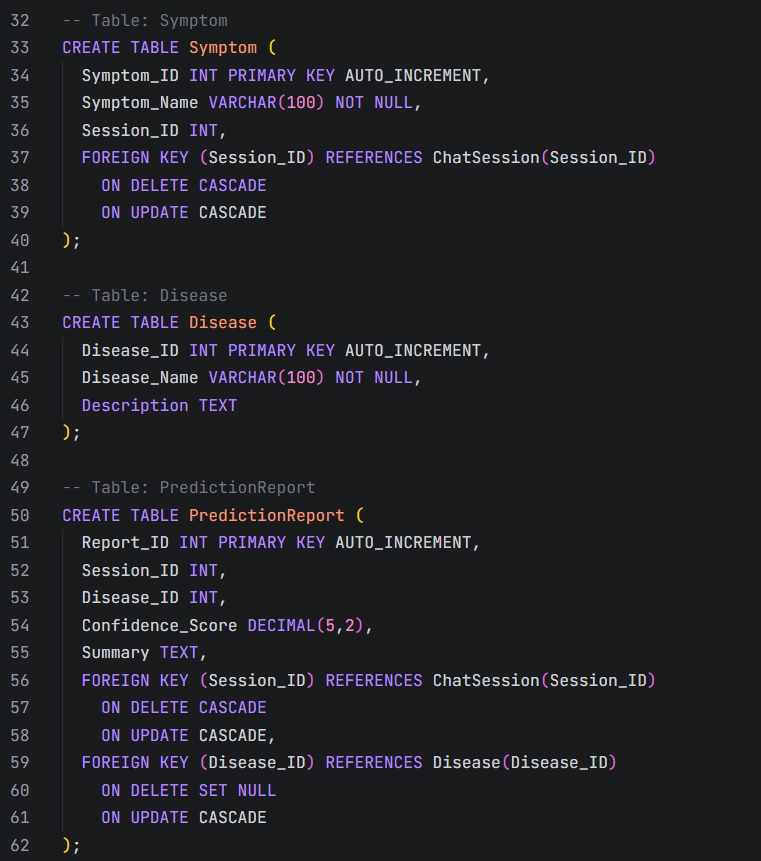 32 -- Table: Symptom
33 CREATE TABLE Symptom (
34 Symptom_ID INT PRIMARY KEY AUTO_INCREMENT,
35 Symptom_Name VARCHAR(100) NOT NULL,
36 Session_ID INT,
37 FOREIGN KEY (Session_ID) REFERENCES ChatSession(Session_ID)
38 ON DELETE CASCADE
39 ON UPDATE CASCADE
40 );
41
42 -- Table: Disease
43 CREATE TABLE Disease (
44 Disease_ID INT PRIMARY KEY AUTO_INCREMENT,
45 Disease_Name VARCHAR(100) NOT NULL,
46 Description TEXT
47 );
48
49 -- Table: PredictionReport
50 CREATE TABLE PredictionReport (
51 Report_ID INT PRIMARY KEY AUTO_INCREMENT,
52 Session_ID INT,
53 Disease_ID INT,
54 Confidence_Score DECIMAL(5,2),
55 Summary TEXT,
56 FOREIGN KEY (Session_ID) REFERENCES ChatSession(Session_ID)
57 ON DELETE CASCADE
58 ON UPDATE CASCADE,
59 FOREIGN KEY (Disease_ID) REFERENCES Disease(Disease_ID)
60 ON DELETE SET NULL
61 ON UPDATE CASCADE
62 );